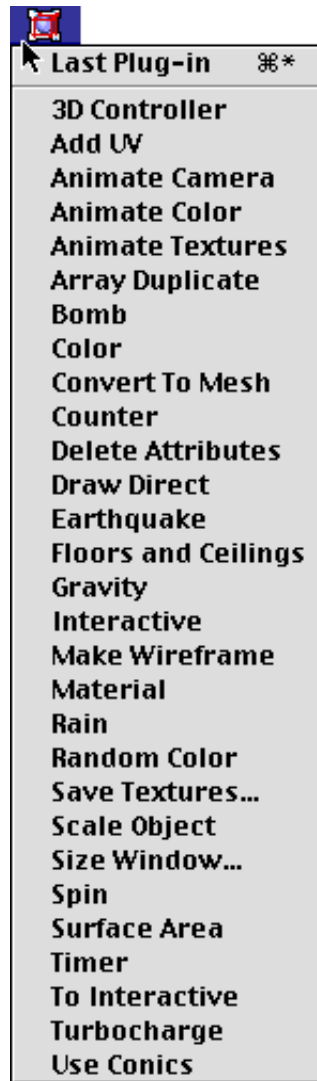 Last Plug-in ⌘*
3D Controller
Add UV
Animate Camera
Animate Color
Animate Textures
Array Duplicate
Bomb
Color
Convert To Mesh
Counter
Delete Attributes
Draw Direct
Earthquake
Floors and Ceilings
Gravity
Interactive
Make Wireframe
Material
Rain
Random Color
Save Textures...
Scale Object
Size Window...
Spin
Surface Area
Timer
To Interactive
Turbocharge
Use Conics